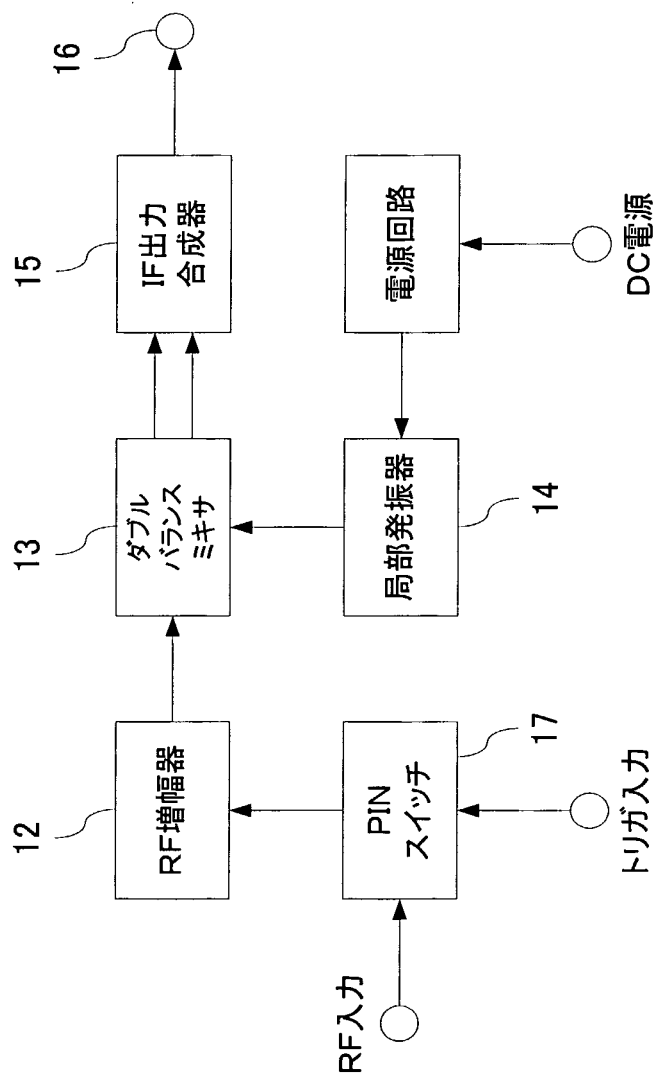 12
RF増幅器
13
ダブル
バランス
ミキサ
15
IF出力
合成器
16
RF入力
PIN
スイッチ
17
トリガ入力
局部発振器
14
電源回路
DC電源